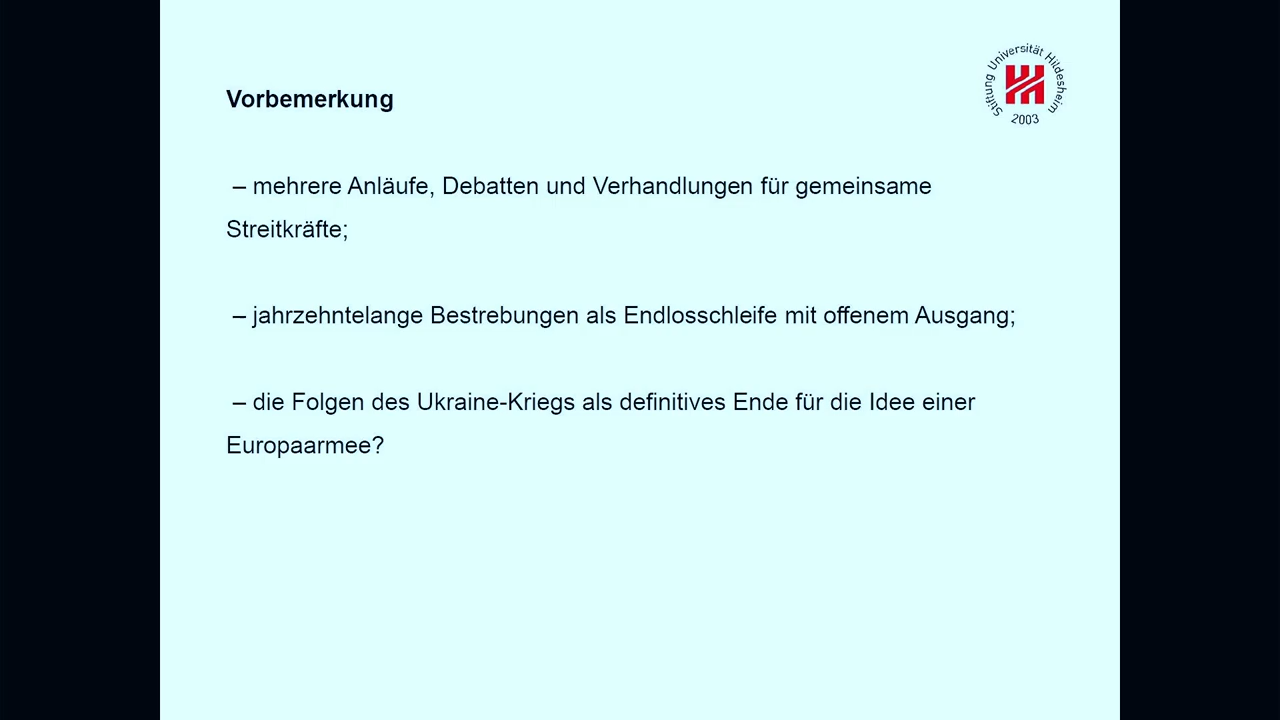 Vorbemerkung
Stiftung Universität Hildesheim
2003
– mehrere Anläufe, Debatten und Verhandlungen für gemeinsame
Streitkräfte;
– jahrzehntelange Bestrebungen als Endlosschleife mit offenem Ausgang;
– die Folgen des Ukraine-Kriegs als definitives Ende für die Idee einer
Europaarmee?